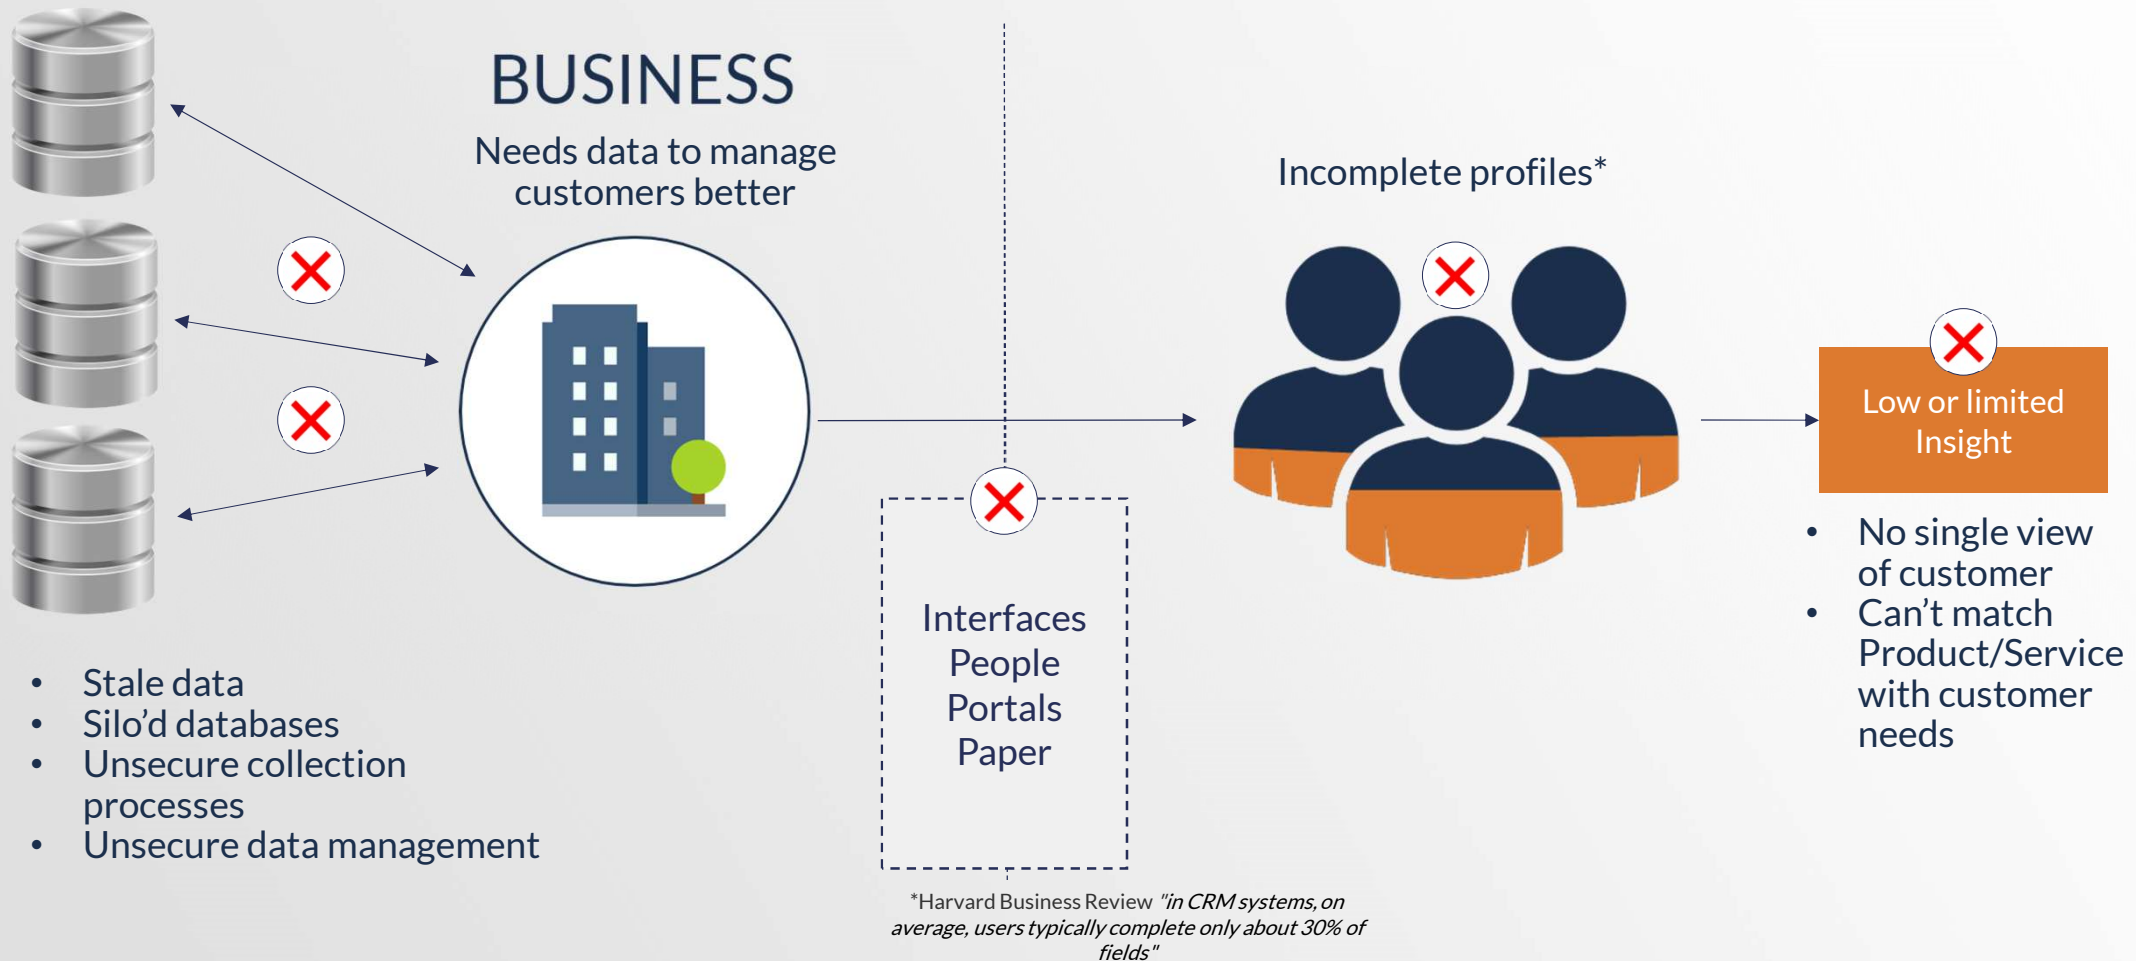 BUSINESS
Needs data to manage
customers better
Incomplete profiles*
Low or limited
Insight
• No single view
of customer
• Can't match
Product/Service
with customer
needs
Interfaces
People
Portals
Paper
• Stale data
• Silo'd databases
• Unsecure collection
processes
• Unsecure data management
*Harvard Business Review "in CRM systems, on
average, users typically complete only about 30% of
fields"